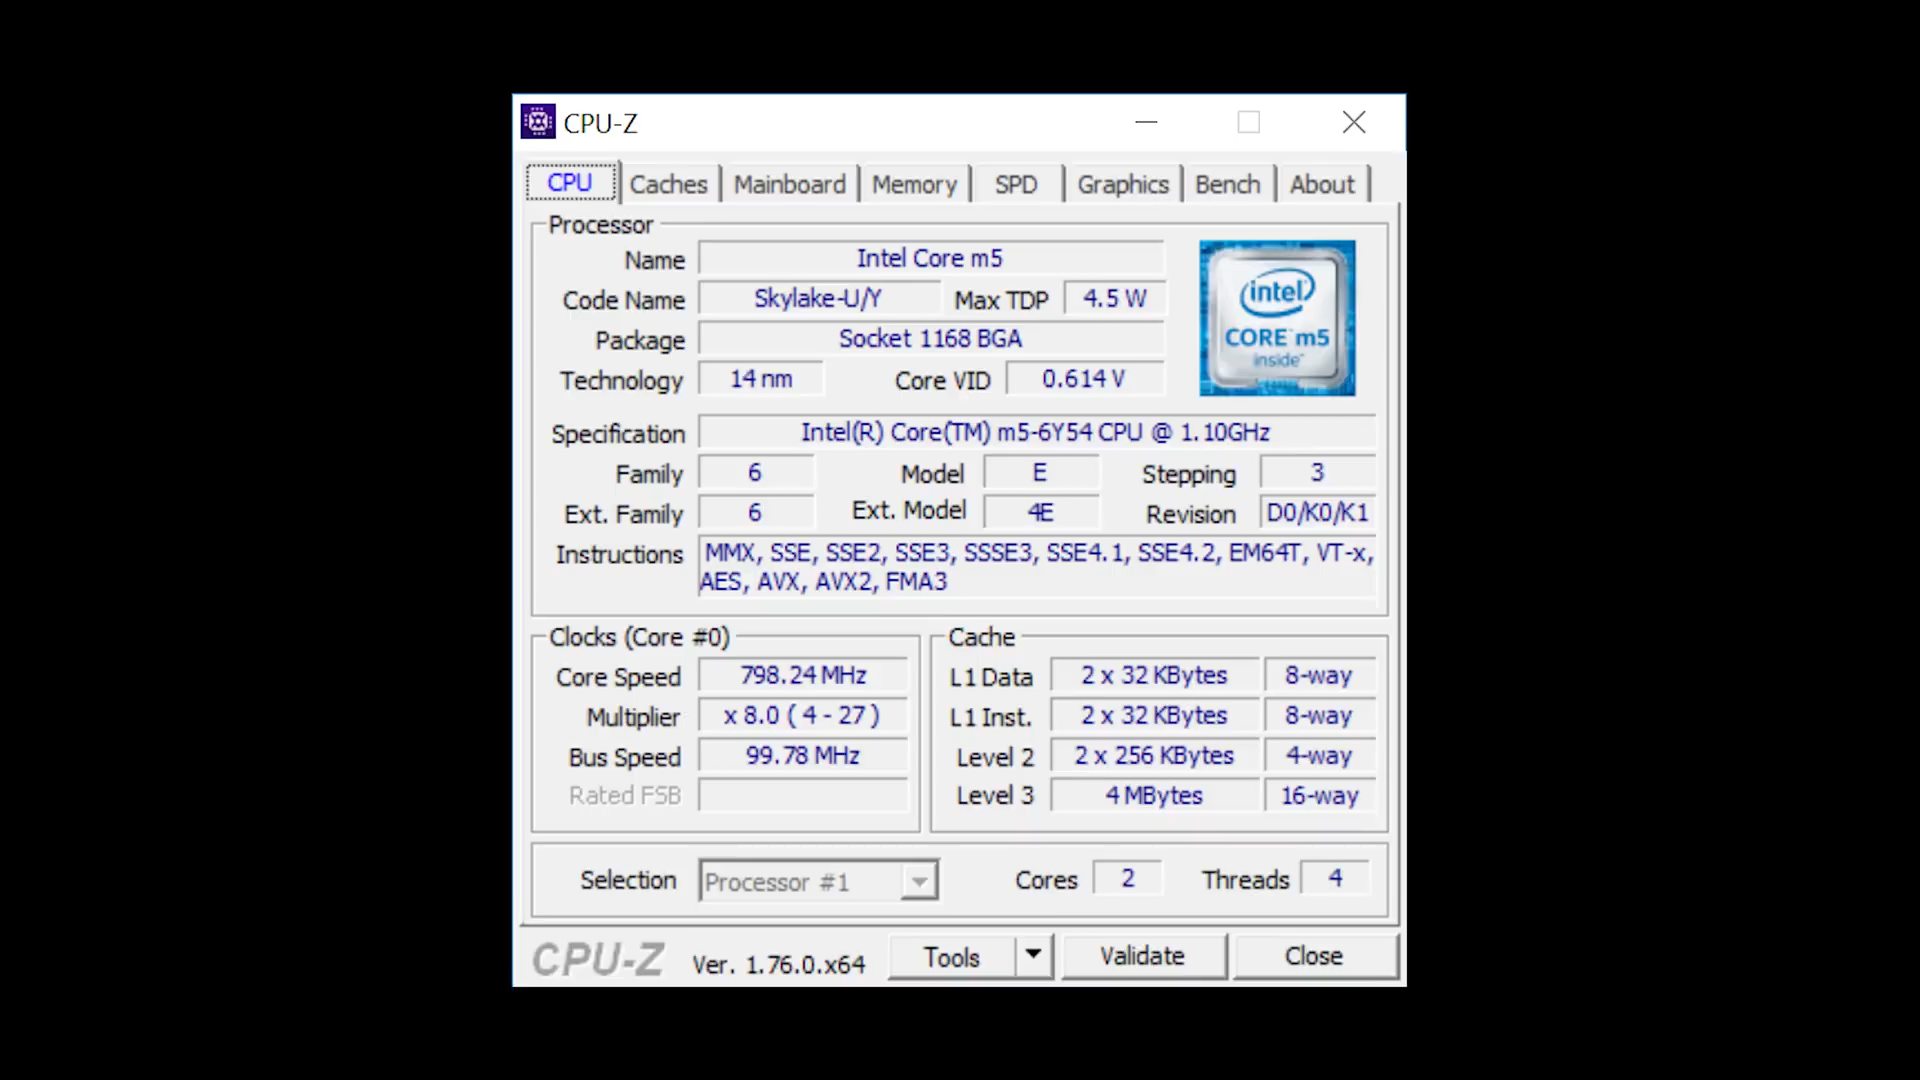 CPU-Z
CPU Caches Mainboard Memory SPD Graphics Bench About
Processor
Name Intel Core m5
Code Name Skylake-U/Y Max TDP 4.5 W
Package Socket 1168 BGA
Technology 14 nm Core VID 0.614 V
intel
CORE™ m5
inside™
Specification Intel(R) Core(TM) m5-6Y54 CPU @ 1.10GHz
Family 6 Model E Stepping 3
Ext. Family 6 Ext. Model 4E Revision D0/K0/K1
Instructions MMX, SSE, SSE2, SSE3, SSSE3, SSE4.1, SSE4.2, EM64T, VT-x,
AES, AVX, AVX2, FMA3
Clocks (Core #0)
Core Speed 798.24 MHz
Multiplier x 8.0 ( 4 - 27 )
Bus Speed 99.78 MHz
Rated FSB
Cache
L1 Data 2 x 32 KBytes 8-way
L1 Inst. 2 x 32 KBytes 8-way
Level 2 2 x 256 KBytes 4-way
Level 3 4 MBytes 16-way
Selection Processor #1 Cores 2 Threads 4
CPU-Z Ver. 1.76.0.x64 Tools Validate Close